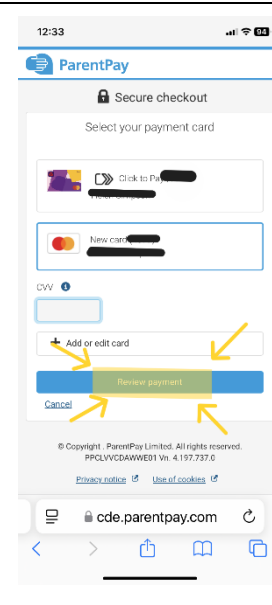 12:33
94
ParentPay
Secure checkout
Select your payment card
Click to Pay
New card
CVV
Add or edit card
Review payment
Cancel
© Copyright . ParentPay Limited. All rights reserved.
PPCLVVCDAWWE01 Vn. 4.197.737.0
Privacy notice Use of cookies
cde.parentpay.com